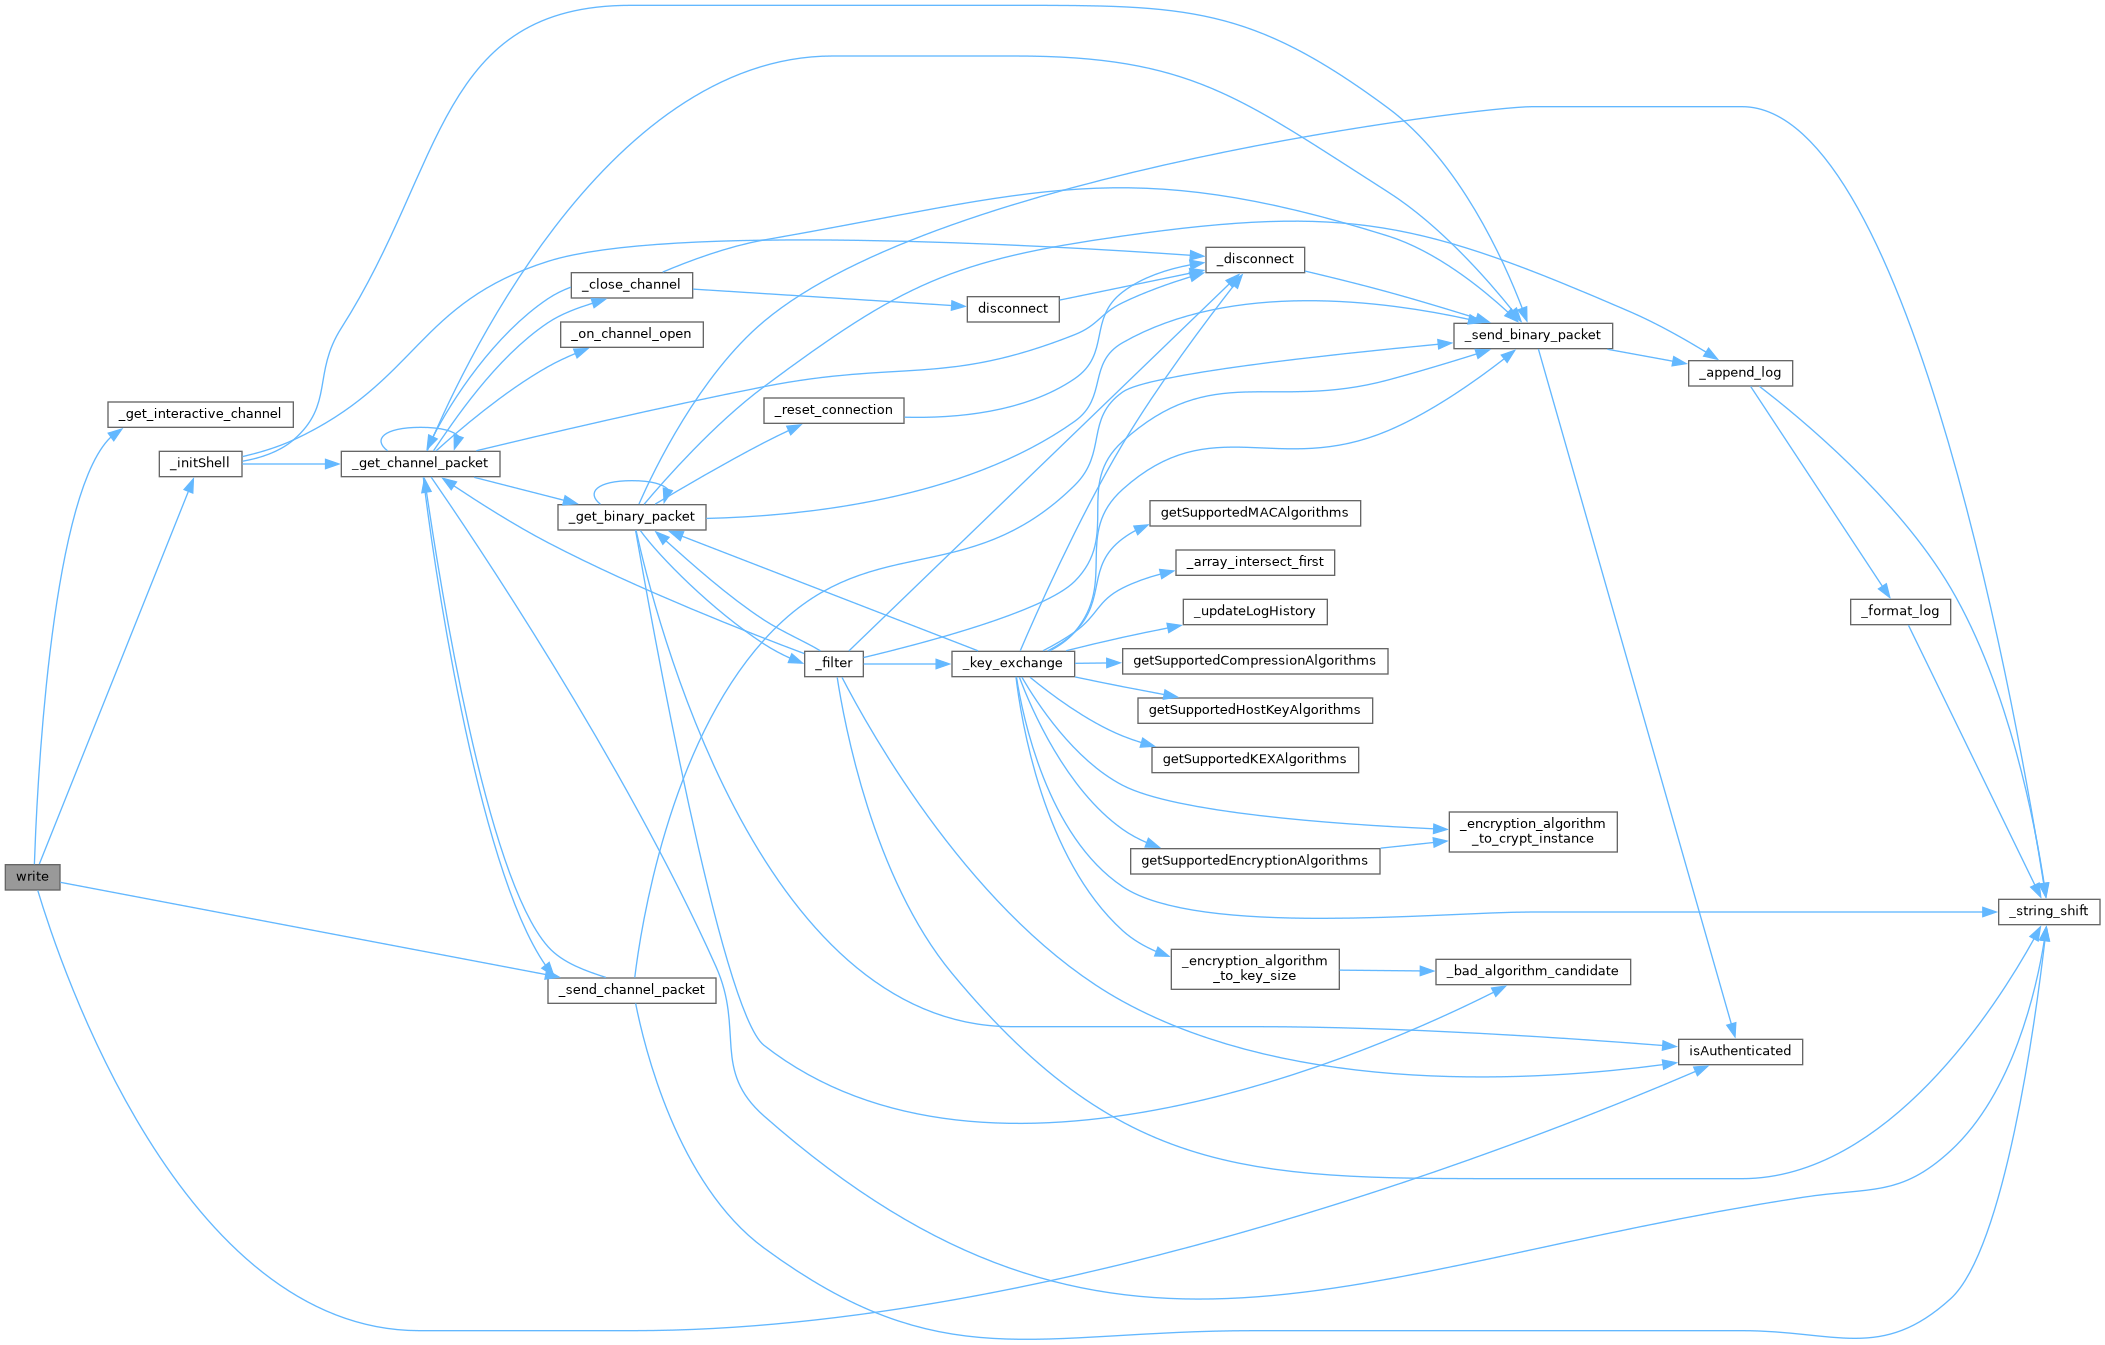 _disconnect
_close_channel
disconnect
_on_channel_open
_send_binary_packet
_append_log
_get_interactive_channel
_reset_connection
_initShell
_get_channel_packet
_get_binary_packet
getSupportedMACAlgorithms
_array_intersect_first
_updateLogHistory
_format_log
_filter
_key_exchange
getSupportedCompressionAlgorithms
getSupportedHostKeyAlgorithms
getSupportedKEXAlgorithms
_encryption_algorithm
_to_crypt_instance
getSupportedEncryptionAlgorithms
write
_string_shift
_encryption_algorithm
_to_key_size
_bad_algorithm_candidate
_send_channel_packet
isAuthenticated